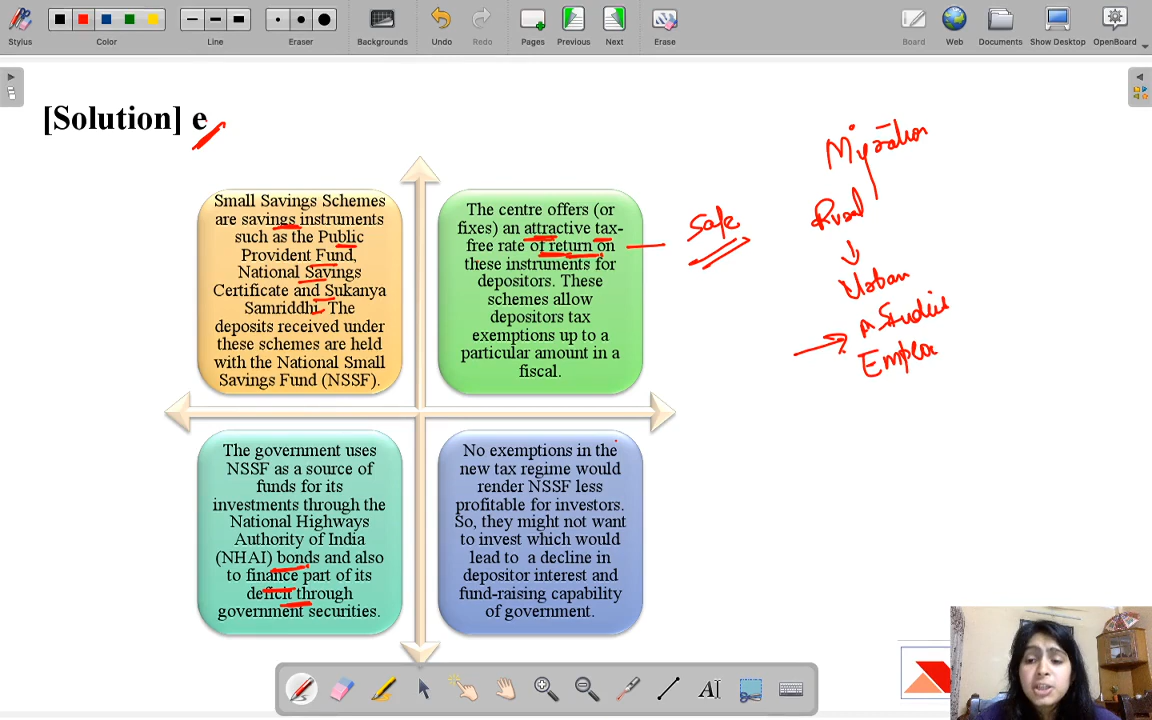 Stylus
Color
Line
Eraser
Backgrounds
Undo
Redo
Pages
Previous
Next
Erase
Board
Web
Documents
Show Desktop
OpenBoard
[Solution] e
Small Savings Schemes
are savings instruments
such as the Public
Provident Fund,
National Savings
Certificate and Sukanya
Samriddhi. The
deposits received under
these schemes are held
with the National Small
Savings Fund (NSSF).
The centre offers (or
fixes) an attractive tax-
free rate of return on
these instruments for
depositors. These
schemes allow
depositors tax
exemptions up to a
particular amount in a
fiscal.
Safe
Migration
Rural
Urban
Studies
The government uses
NSSF as a source of
funds for its
investments through the
National Highways
Authority of India
(NHAI) bonds and also
to finance part of its
deficit through
government securities.
No exemptions in the
new tax regime would
render NSSF less
profitable for investors.
So, they might not want
to invest which would
lead to a decline in
depositor interest and
fund-raising capability
of government.